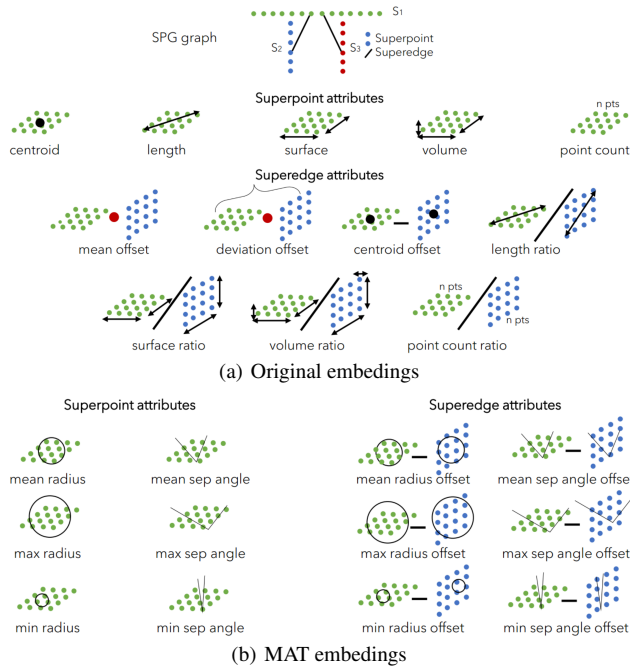 SPG graph
S1
S2
S3
Superpoint
Superedge
Superpoint attributes
n pts
centroid
length
surface
volume
point count
Superedge attributes
mean offset
deviation offset
centroid offset
length ratio
n pts
n pts
surface ratio
volume ratio
point count ratio
(a) Original embedings
Superpoint attributes
Superedge attributes
mean radius
mean sep angle
mean radius offset
mean sep angle offse
max radius
max sep angle
max radius offset
max sep angle offset
min radius
min sep angle
min radius offset
min sep angle offset
(b) MAT embedings